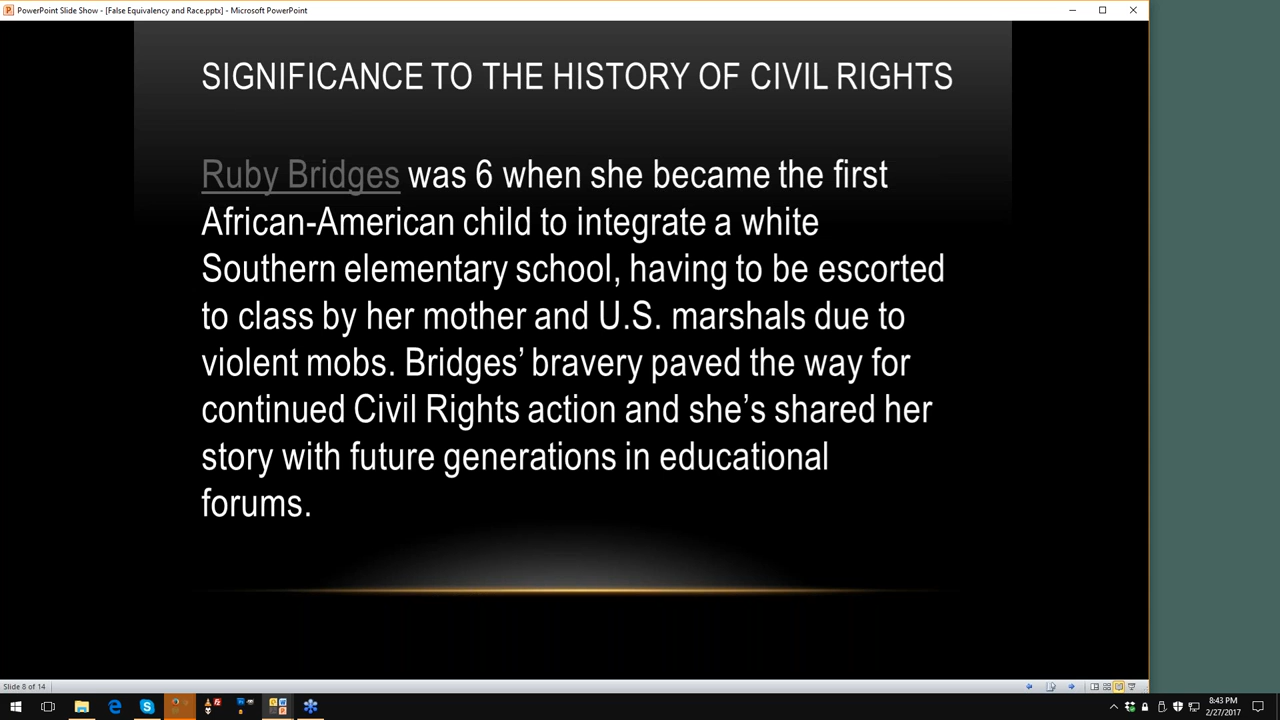 PowerPoint Slide Show - [False Equivalency and Race.pptx] - Microsoft PowerPoint
SIGNIFICANCE TO THE HISTORY OF CIVIL RIGHTS
Ruby Bridges was 6 when she became the first
African-American child to integrate a white
Southern elementary school, having to be escorted
to class by her mother and U.S. marshals due to
violent mobs. Bridges’ bravery paved the way for
continued Civil Rights action and she’s shared her
story with future generations in educational
forums.
Slide 8 of 14
8:43 PM
2/27/2017